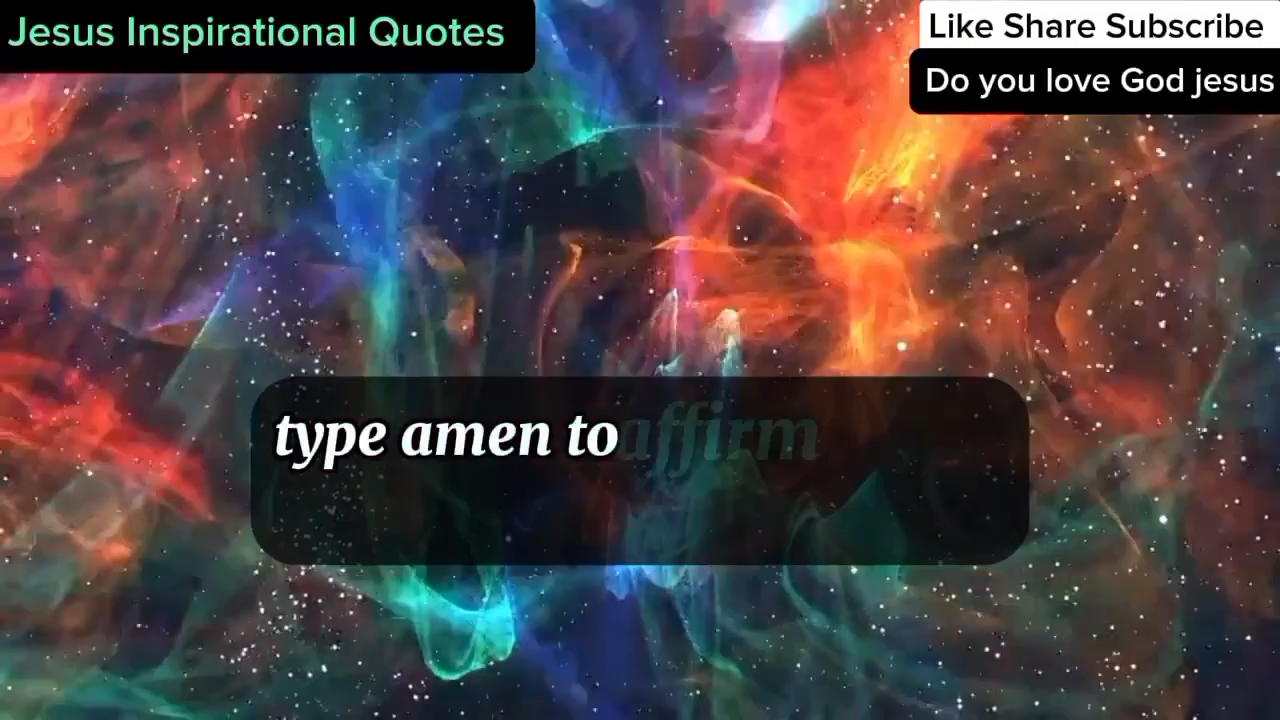 Jesus Inspirational Quotes
Like Share Subscribe
Do you love God jesus
type amen to affirm